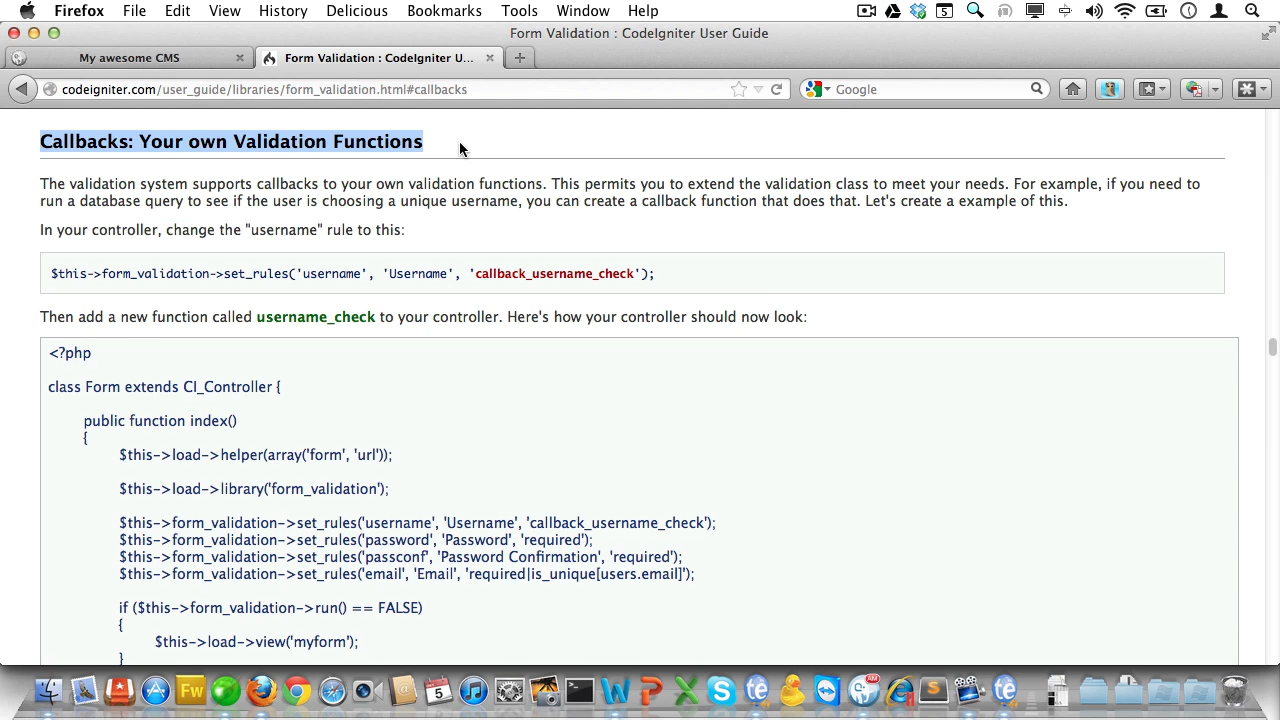 Firefox File Edit View History Delicious Bookmarks Tools Window Help
Form Validation : CodeIgniter User Guide
My awesome CMS
Form Validation : CodeIgniter U...
codeigniter.com/user_guide/libraries/form_validation.html#callbacks
Google
Callbacks: Your own Validation Functions
The validation system supports callbacks to your own validation functions. This permits you to extend the validation class to meet your needs. For example, if you need to
run a database query to see if the user is choosing a unique username, you can create a callback function that does that. Let's create a example of this.
In your controller, change the "username" rule to this:
$this->form_validation->set_rules('username', 'Username', 'callback_username_check');
Then add a new function called username_check to your controller. Here's how your controller should now look:
<?php
class Form extends CI_Controller {
public function index()
{
$this->load->helper(array('form', 'url'));
$this->load->library('form_validation');
$this->form_validation->set_rules('username', 'Username', 'callback_username_check');
$this->form_validation->set_rules('password', 'Password', 'required');
$this->form_validation->set_rules('passconf', 'Password Confirmation', 'required');
$this->form_validation->set_rules('email', 'Email', 'required|is_unique[users.email]');
if ($this->form_validation->run() == FALSE)
{
$this->load->view('myform');
}